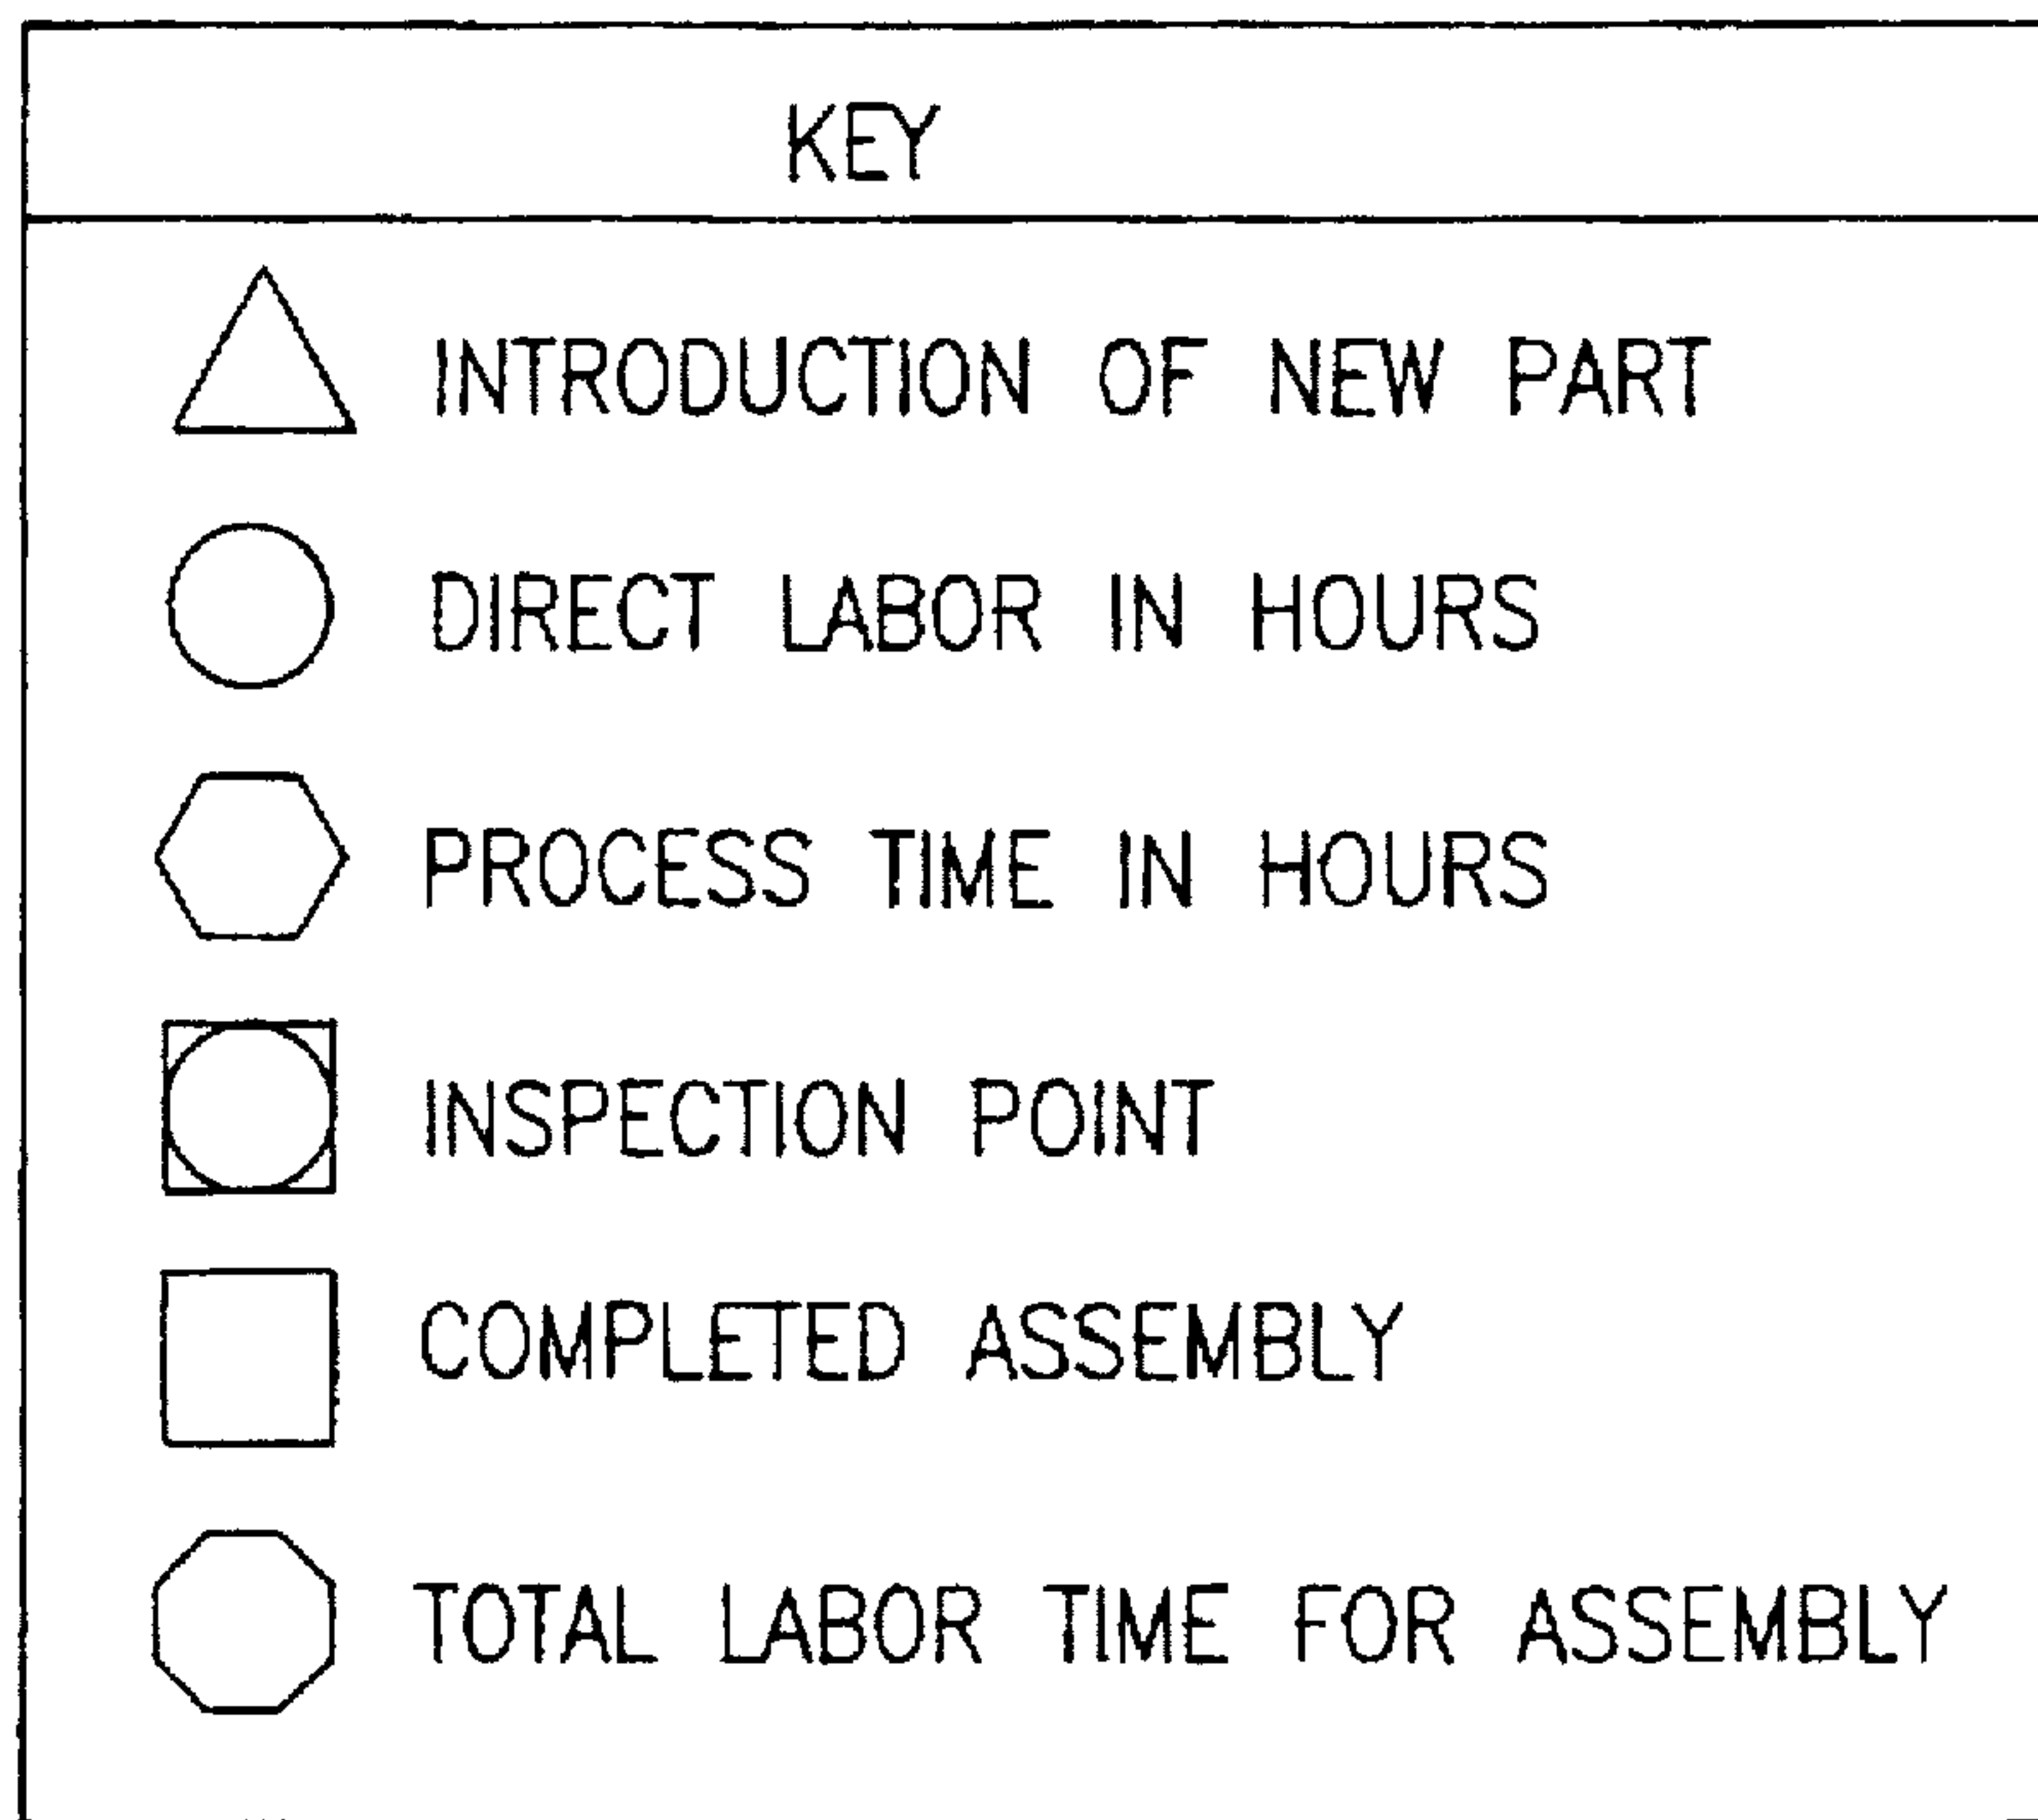 KEY
INTRODUCTION OF NEW PART
DIRECT LABOR IN HOURS
PROCESS TIME IN HOURS
INSPECTION POINT
COMPLETED ASSEMBLY
TOTAL LABOR TIME FOR ASSEMBLY